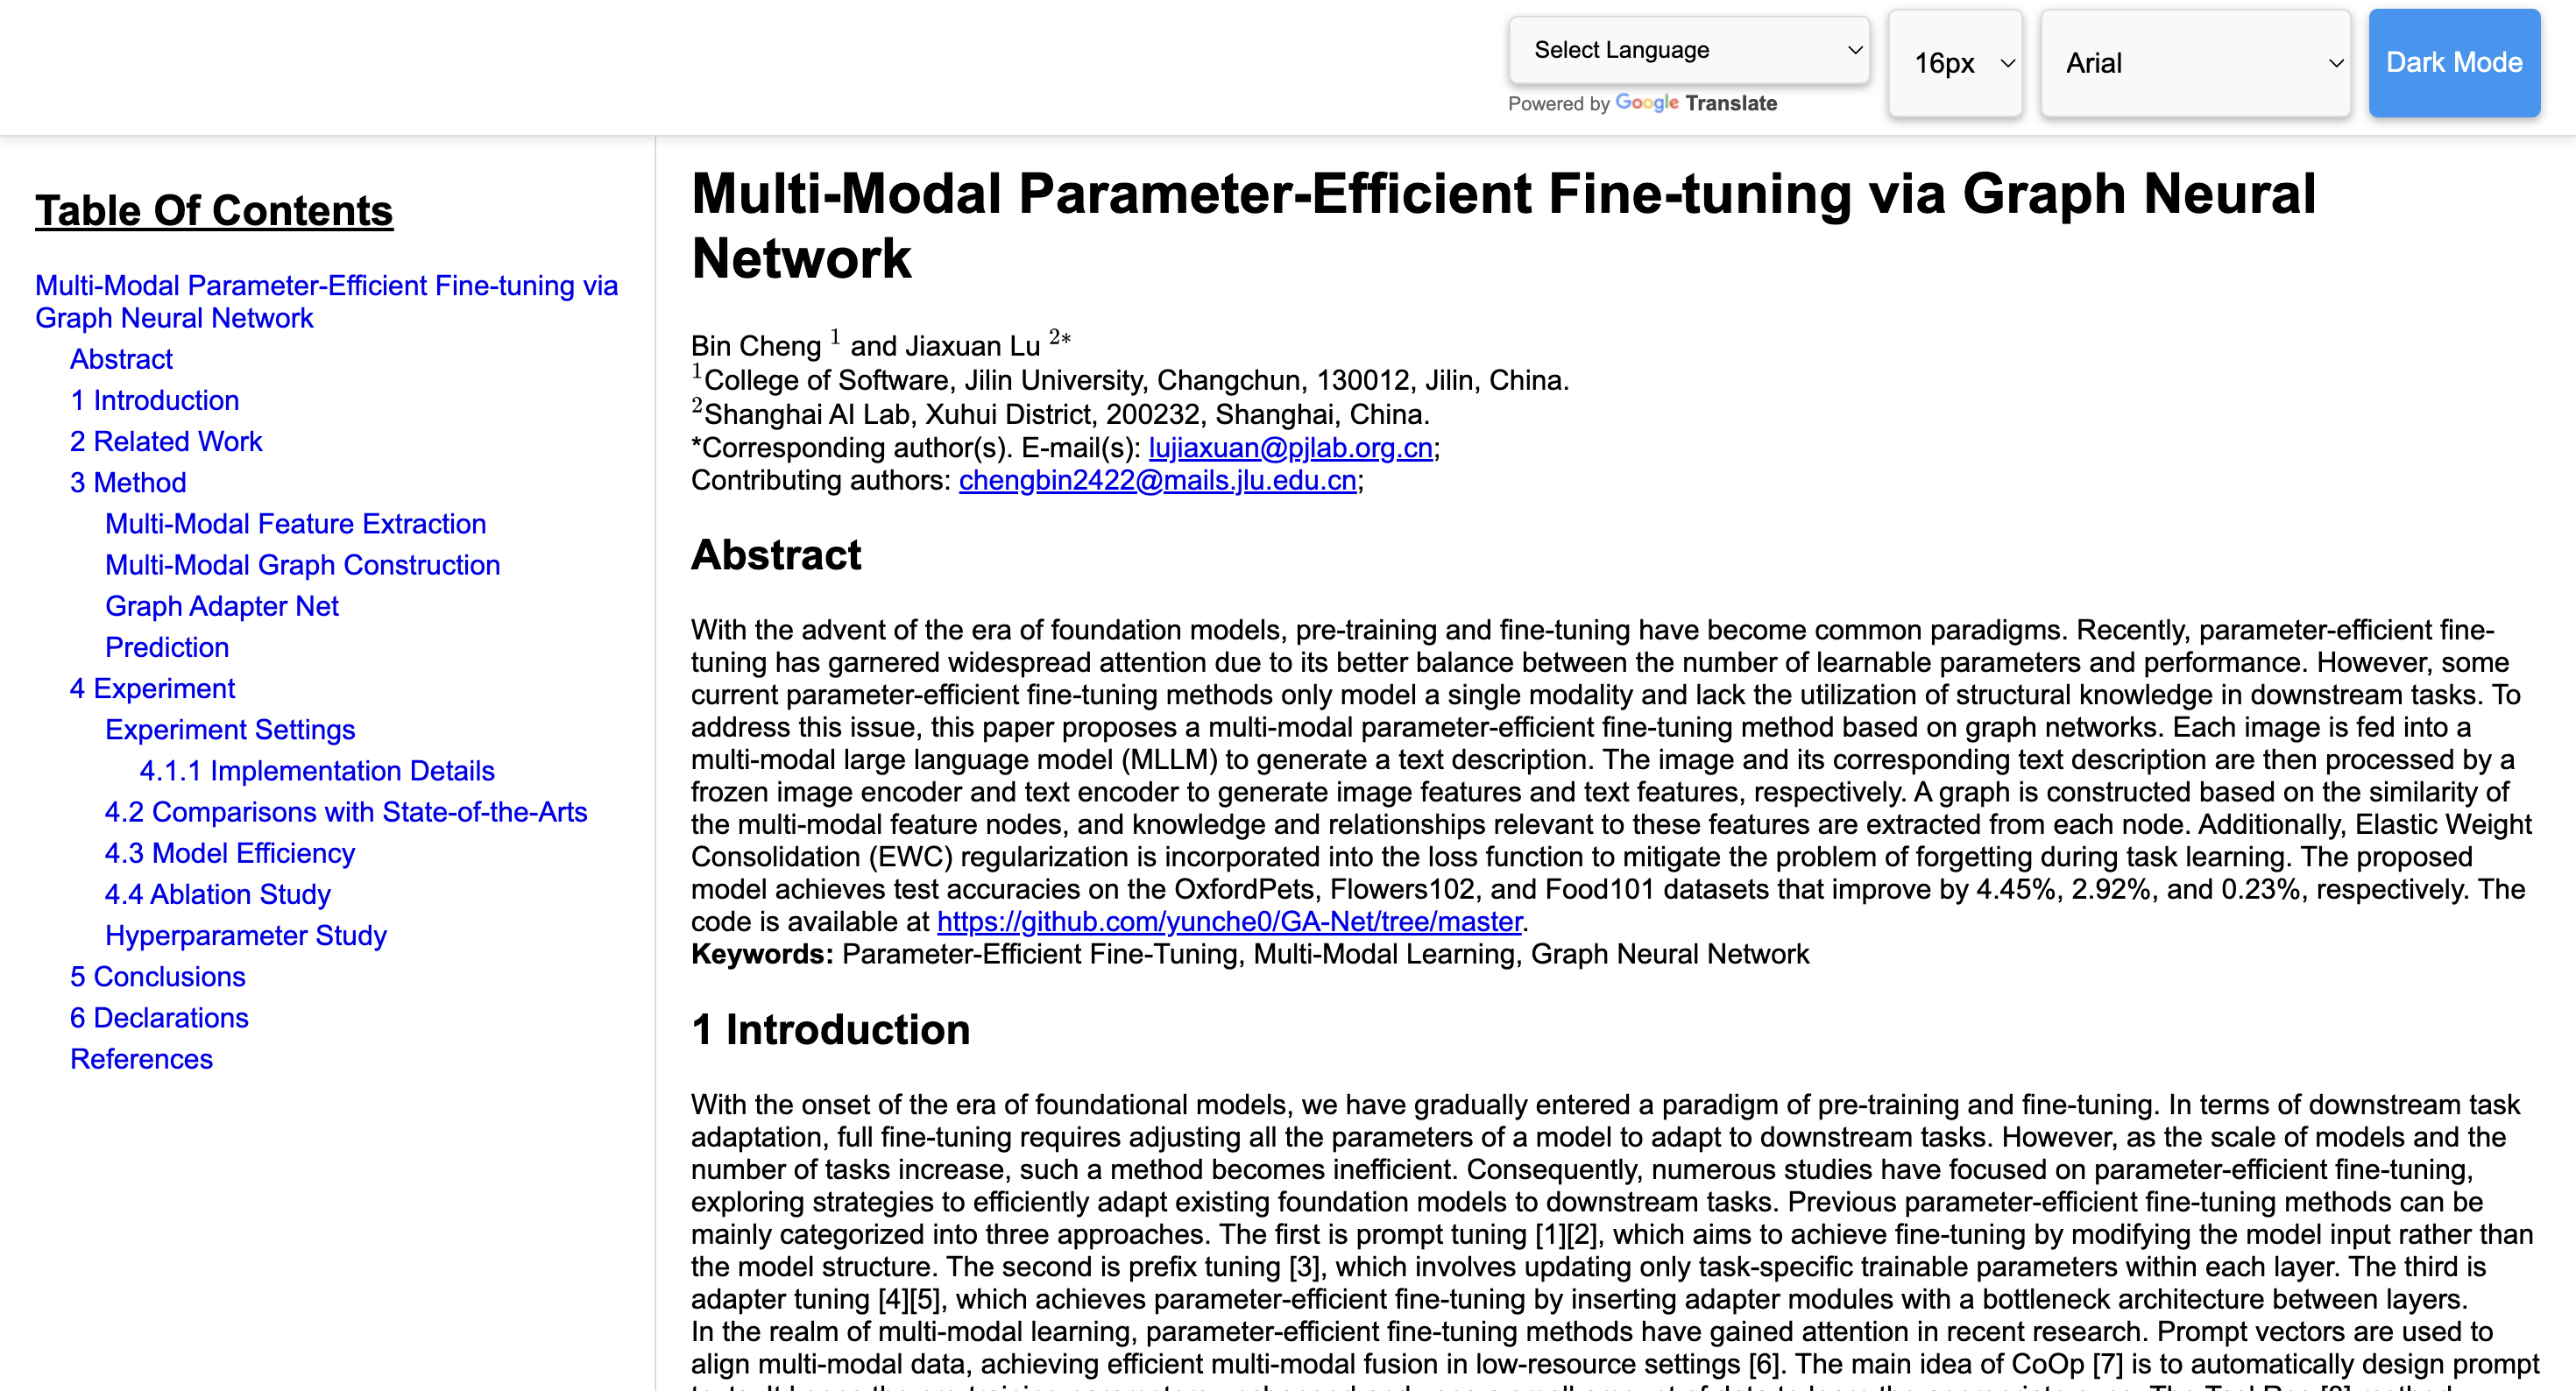 Select Language
16px
Arial
Dark Mode
Powered by Google Translate
Table Of Contents
Multi-Modal Parameter-Efficient Fine-tuning via
Graph Neural Network
Abstract
1 Introduction
2 Related Work
3 Method
Multi-Modal Feature Extraction
Multi-Modal Graph Construction
Graph Adapter Net
Prediction
4 Experiment
Experiment Settings
4.1.1 Implementation Details
4.2 Comparisons with State-of-the-Arts
4.3 Model Efficiency
4.4 Ablation Study
Hyperparameter Study
5 Conclusions
6 Declarations
References
Multi-Modal Parameter-Efficient Fine-tuning via Graph Neural
Network
Bin Cheng 1 and Jiaxuan Lu 2*
1College of Software, Jilin University, Changchun, 130012, Jilin, China.
2Shanghai AI Lab, Xuhui District, 200232, Shanghai, China.
*Corresponding author(s). E-mail(s): lujiaxuan@pjlab.org.cn;
Contributing authors: chengbin2422@mails.jlu.edu.cn;
Abstract
With the advent of the era of foundation models, pre-training and fine-tuning have become common paradigms. Recently, parameter-efficient fine-
tuning has garnered widespread attention due to its better balance between the number of learnable parameters and performance. However, some
current parameter-efficient fine-tuning methods only model a single modality and lack the utilization of structural knowledge in downstream tasks. To
address this issue, this paper proposes a multi-modal parameter-efficient fine-tuning method based on graph networks. Each image is fed into a
multi-modal large language model (MLLM) to generate a text description. The image and its corresponding text description are then processed by a
frozen image encoder and text encoder to generate image features and text features, respectively. A graph is constructed based on the similarity of
the multi-modal feature nodes, and knowledge and relationships relevant to these features are extracted from each node. Additionally, Elastic Weight
Consolidation (EWC) regularization is incorporated into the loss function to mitigate the problem of forgetting during task learning. The proposed
model achieves test accuracies on the OxfordPets, Flowers102, and Food101 datasets that improve by 4.45%, 2.92%, and 0.23%, respectively. The
code is available at https://github.com/yunche0/GA-Net/tree/master.
Keywords: Parameter-Efficient Fine-Tuning, Multi-Modal Learning, Graph Neural Network
1 Introduction
With the onset of the era of foundational models, we have gradually entered a paradigm of pre-training and fine-tuning. In terms of downstream task
adaptation, full fine-tuning requires adjusting all the parameters of a model to adapt to downstream tasks. However, as the scale of models and the
number of tasks increase, such a method becomes inefficient. Consequently, numerous studies have focused on parameter-efficient fine-tuning,
exploring strategies to efficiently adapt existing foundation models to downstream tasks. Previous parameter-efficient fine-tuning methods can be
mainly categorized into three approaches. The first is prompt tuning [1][2], which aims to achieve fine-tuning by modifying the model input rather than
the model structure. The second is prefix tuning [3], which involves updating only task-specific trainable parameters within each layer. The third is
adapter tuning [4][5], which achieves parameter-efficient fine-tuning by inserting adapter modules with a bottleneck architecture between layers.
In the realm of multi-modal learning, parameter-efficient fine-tuning methods have gained attention in recent research. Prompt vectors are used to
align multi-modal data, achieving efficient multi-modal fusion in low-resource settings [6]. The main idea of CoOp [7] is to automatically design prompt